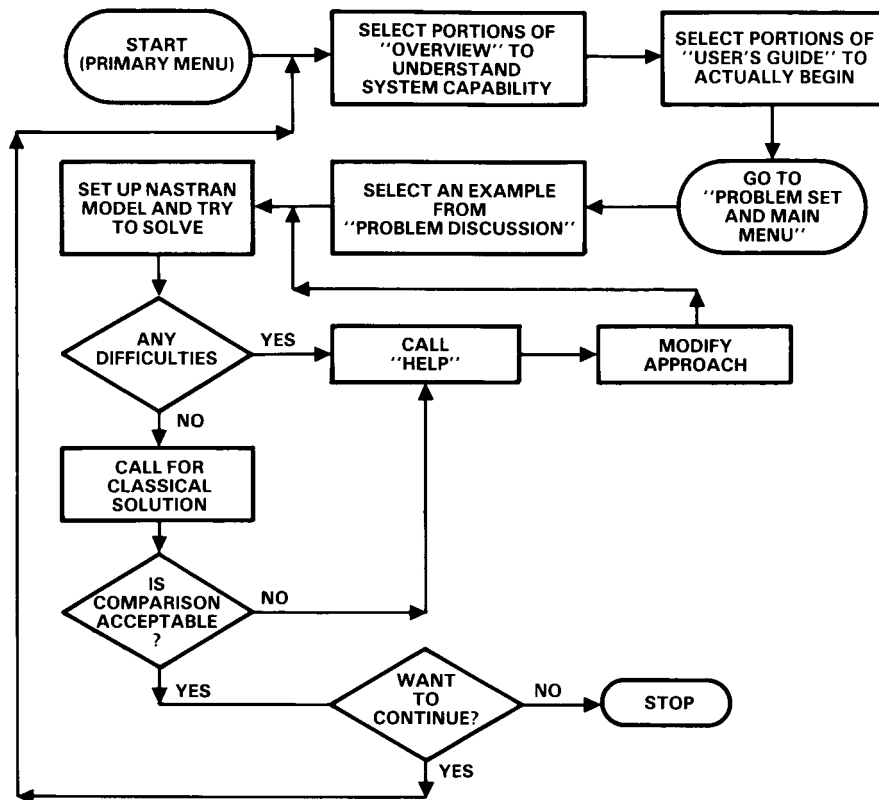 START
(PRIMARY MENU)
SELECT PORTIONS OF
"OVERVIEW" TO
UNDERSTAND
SYSTEM CAPABILITY
SELECT PORTIONS OF
"USER'S GUIDE" TO
ACTUALLY BEGIN
GO TO
"PROBLEM SET
AND MAIN
MENU"
SELECT AN EXAMPLE
FROM
"PROBLEM DISCUSSION"
SET UP NASTRAN
MODEL AND TRY
TO SOLVE
ANY
DIFFICULTIES
YES
CALL
"HELP"
MODIFY
APPROACH
NO
CALL FOR
CLASSICAL
SOLUTION
IS
COMPARISON
ACCEPTABLE
?
NO
YES
WANT
TO
CONTINUE?
NO
STOP
YES